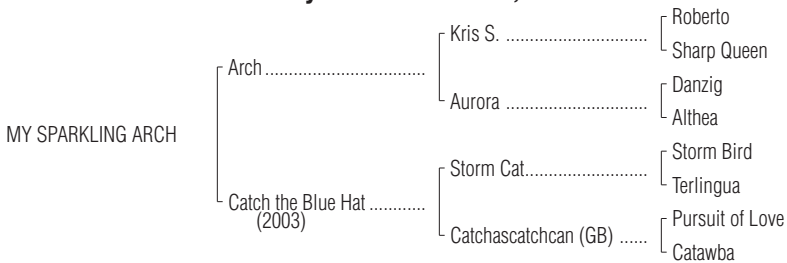 Roberto
Kris S. ................................
Sharp Queen
Arch ....................................
Danzig
Aurora ................................
Althea
MY SPARKLING ARCH
Storm Bird
Storm Cat............................
Terlingua
Catch the Blue Hat ............
(2003)
Pursuit of Love
Catchascatchcan (GB) ......
Catawba